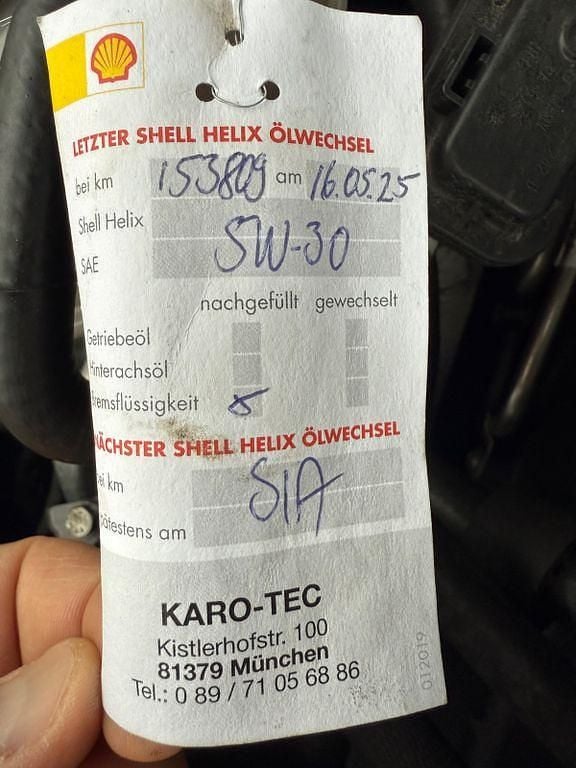 LETZTER SHELL HELIX ÖLWECHSEL
bei km 153809 am 16.05.25
Shell Helix
SAE 5W-30
nachgefüllt gewechselt
Getriebeöl
Hinterachsöl
Bremsflüssigkeit
NÄCHSTER SHELL HELIX ÖLWECHSEL
bei km SIA
spätestens am
KARO-TEC
Kistlerhofstr. 100
81379 München
Tel.: 0 89 / 71 05 68 86
012019